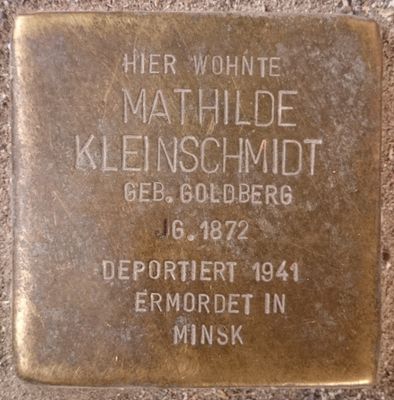 HIER WOHNTE
MATHILDE
KLEINSCHMIDT
GEB. GOLDBERG
JG. 1872
DEPORTIERT 1941
ERMORDET IN
MINSK